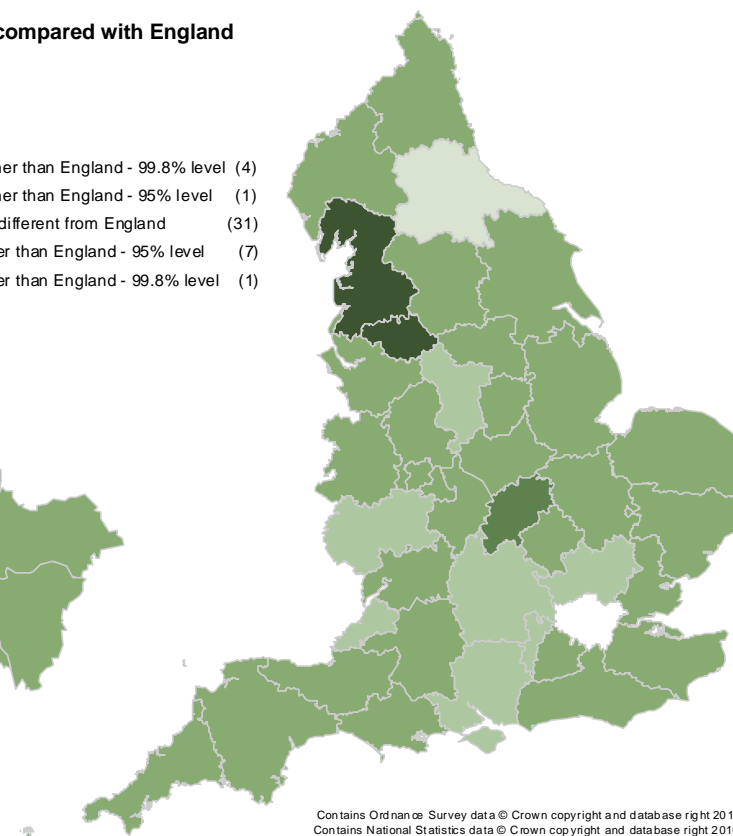 compared with England
her than England - 99.8% level (4)
her than England - 95% level (1)
different from England (31)
er than England - 95% level (7)
er than England - 99.8% level (1)
Contains Ordnance Survey data © Crown copyright and database right 201
Contains National Statistics data © Crown copyright and database right 201